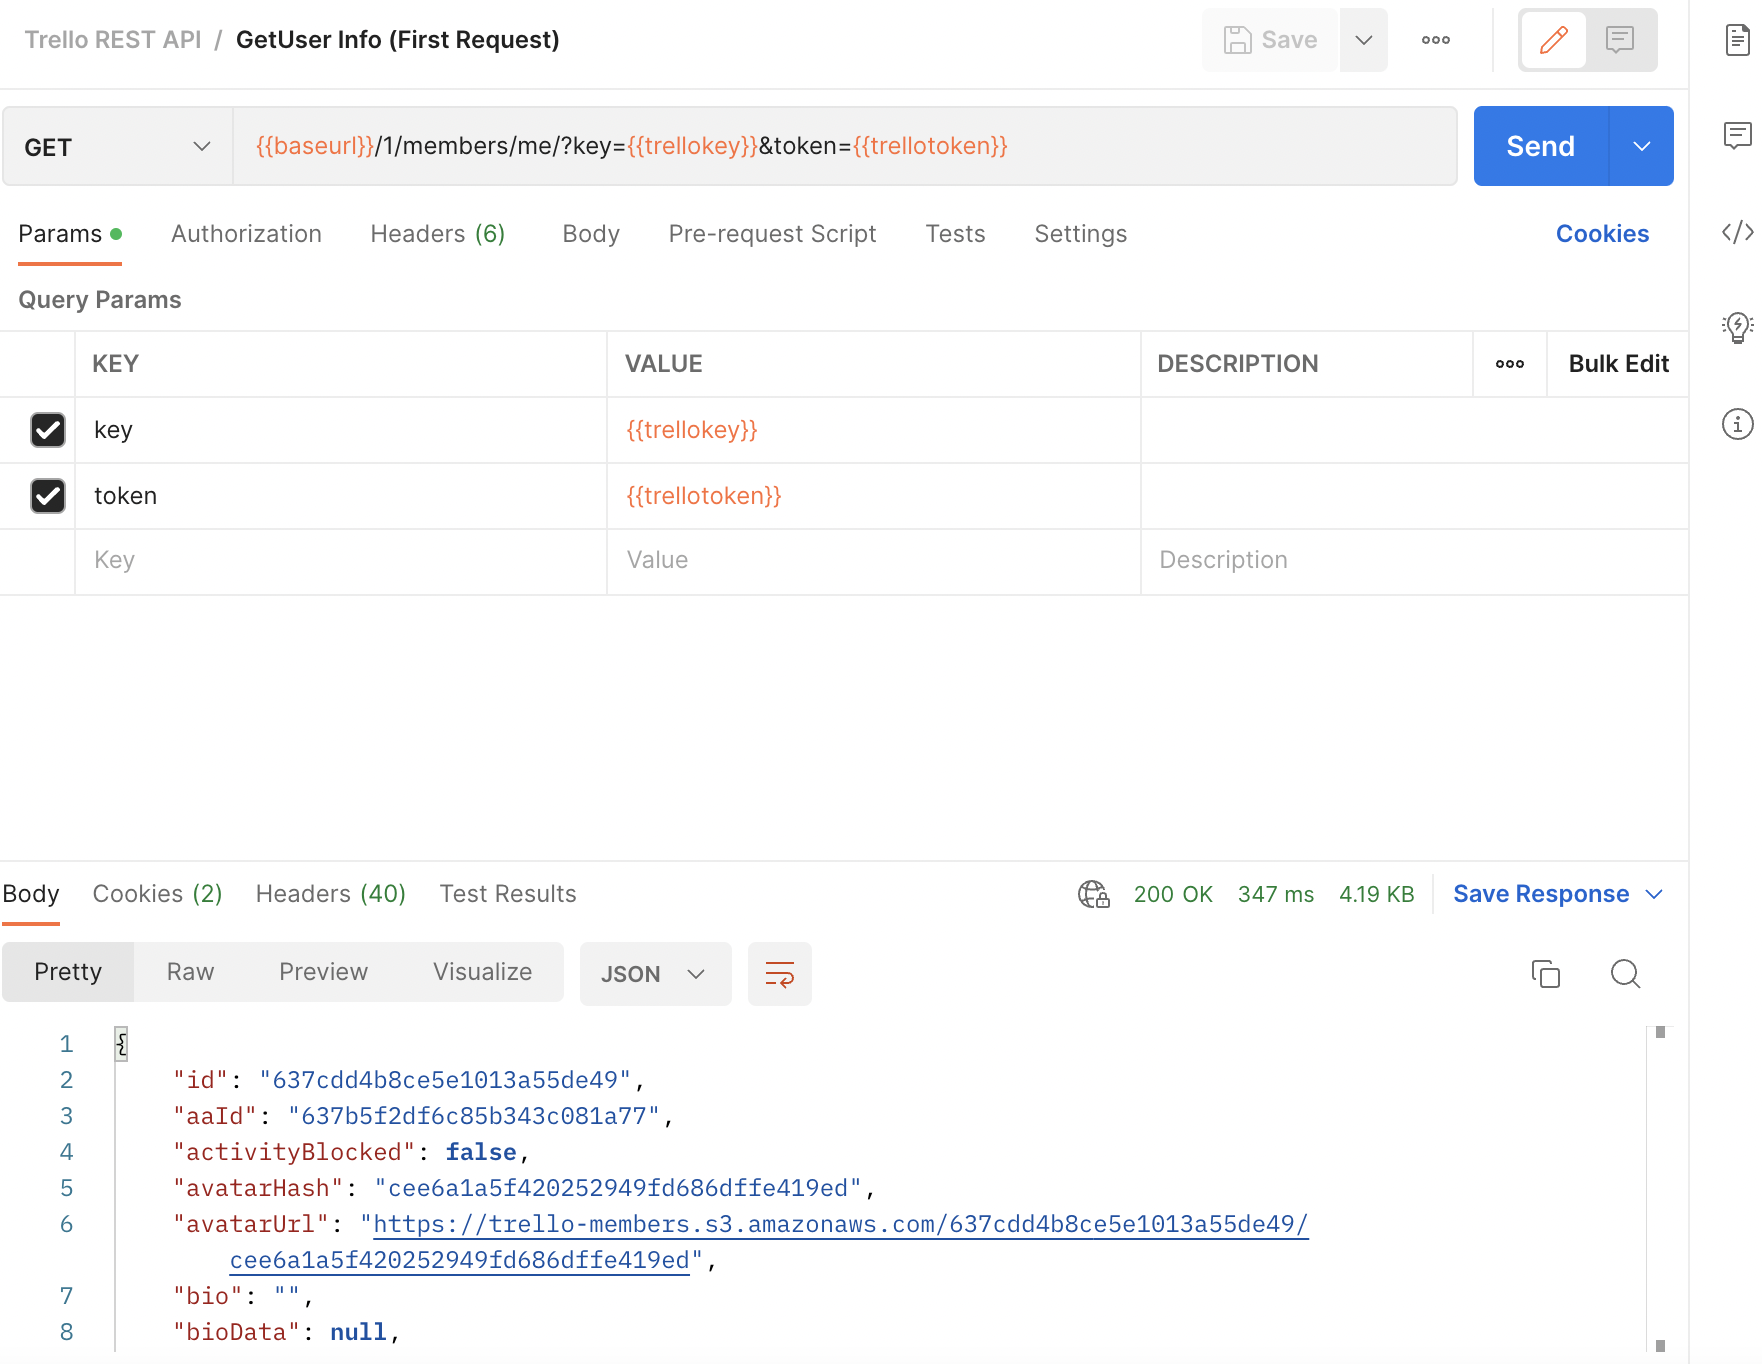 Trello REST API / GetUser Info (First Request)
Save
GET
{{baseurl}}/1/members/me/?key={{trellokey}}&token={{trellotoken}}
Send
Params
Authorization
Headers (6)
Body
Pre-request Script
Tests
Settings
Cookies
Query Params
KEY
VALUE
DESCRIPTION
Bulk Edit
key
{{trellokey}}
token
{{trellotoken}}
Key
Value
Description
Body
Cookies (2)
Headers (40)
Test Results
200 OK
347 ms
4.19 KB
Save Response
Pretty
Raw
Preview
Visualize
JSON
1 {
2 "id": "637cdd4b8ce5e1013a55de49",
3 "aaId": "637b5f2df6c85b343c081a77",
4 "activityBlocked": false,
5 "avatarHash": "cee6a1a5f420252949fd686dffe419ed",
6 "avatarUrl": "https://trello-members.s3.amazonaws.com/637cdd4b8ce5e1013a55de49/
cee6a1a5f420252949fd686dffe419ed",
7 "bio": "",
8 "bioData": null,